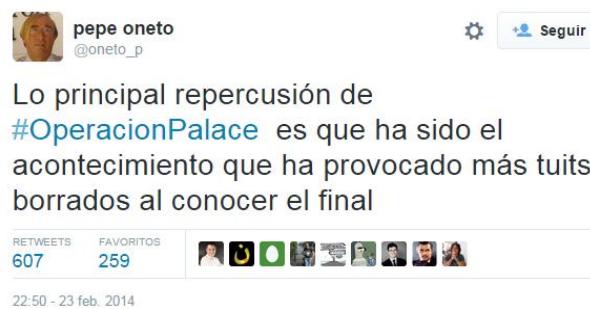 pepe oneto
@oneto_p
Seguir
Lo principal repercusión de
#OperacionPalace es que ha sido el
acontecimiento que ha provocado más tuits
borrados al conocer el final
RETWEETS FAVORITOS
607 259
22:50 - 23 feb. 2014